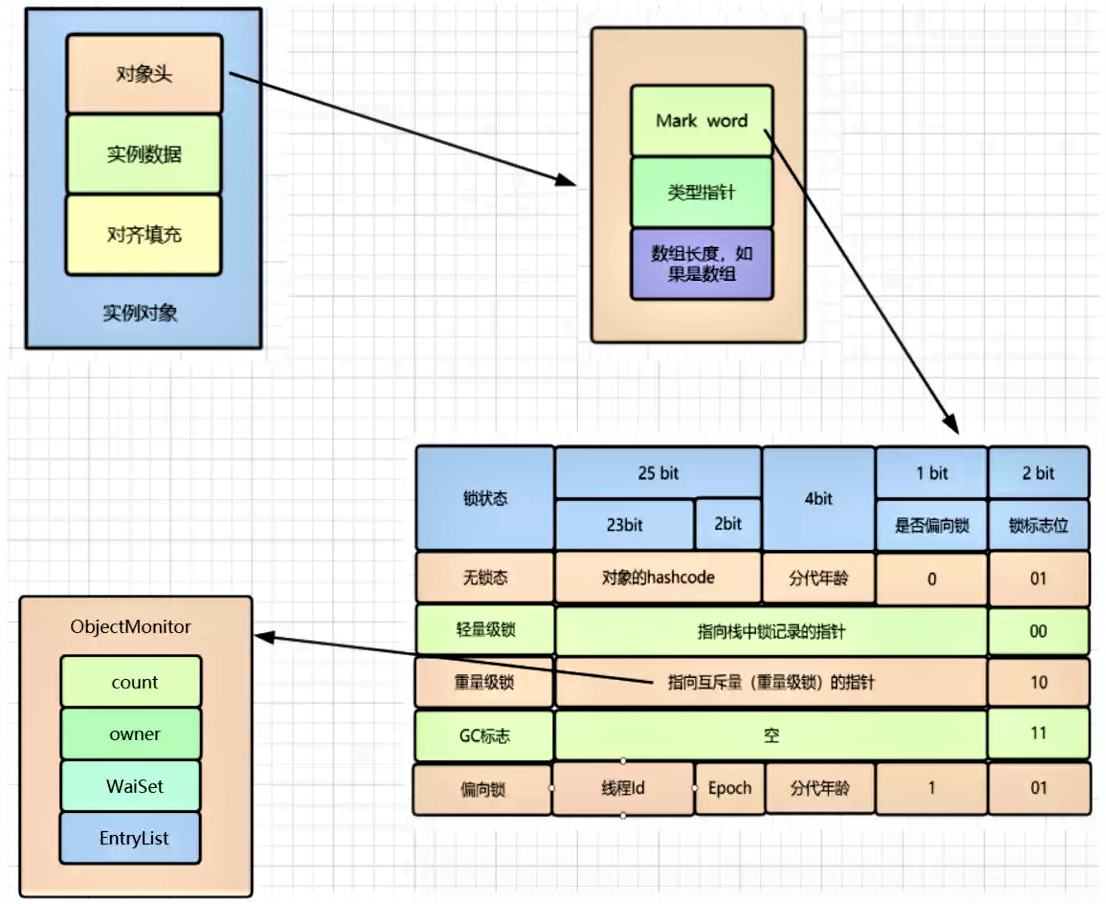 对象头
实例数据
对齐填充
实例对象
Mark word
类型指针
数组长度，如
果是数组
锁状态
25 bit
4bit
1 bit
2 bit
23bit
2bit
是否偏向锁
锁标志位
无锁态
对象的hashcode
分代年龄
0
01
轻量级锁
指向栈中锁记录的指针
00
重量级锁
指向互斥量（重量级锁）的指针
10
GC标志
空
11
偏向锁
线程Id
Epoch
分代年龄
1
01
ObjectMonitor
count
owner
WaiSet
EntryList